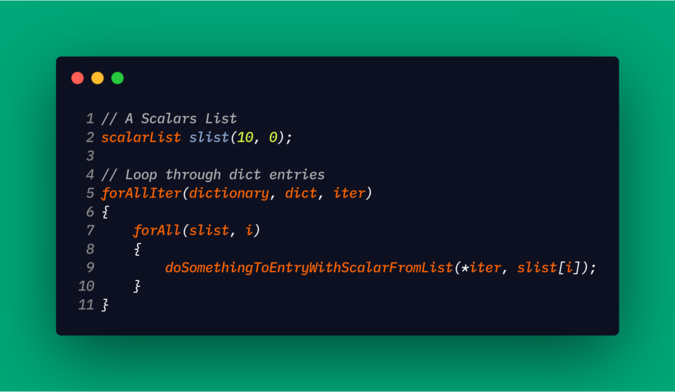 1 // A Scalars List
2 scalarList slist(10, 0);
3
4 // Loop through dict entries
5 forAllIter(dictionary, dict, iter)
6 {
7     forAll(slist, i)
8     {
9         doSomethingToEntryWithScalarFromList(*iter, slist[i]);
10     }
11 }